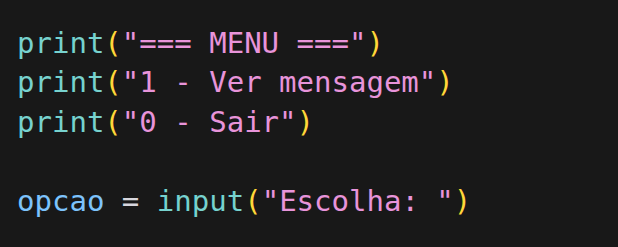 print("=== MENU ===")
print("1 - Ver mensagem")
print("0 - Sair")
opcao = input("Escolha: ")